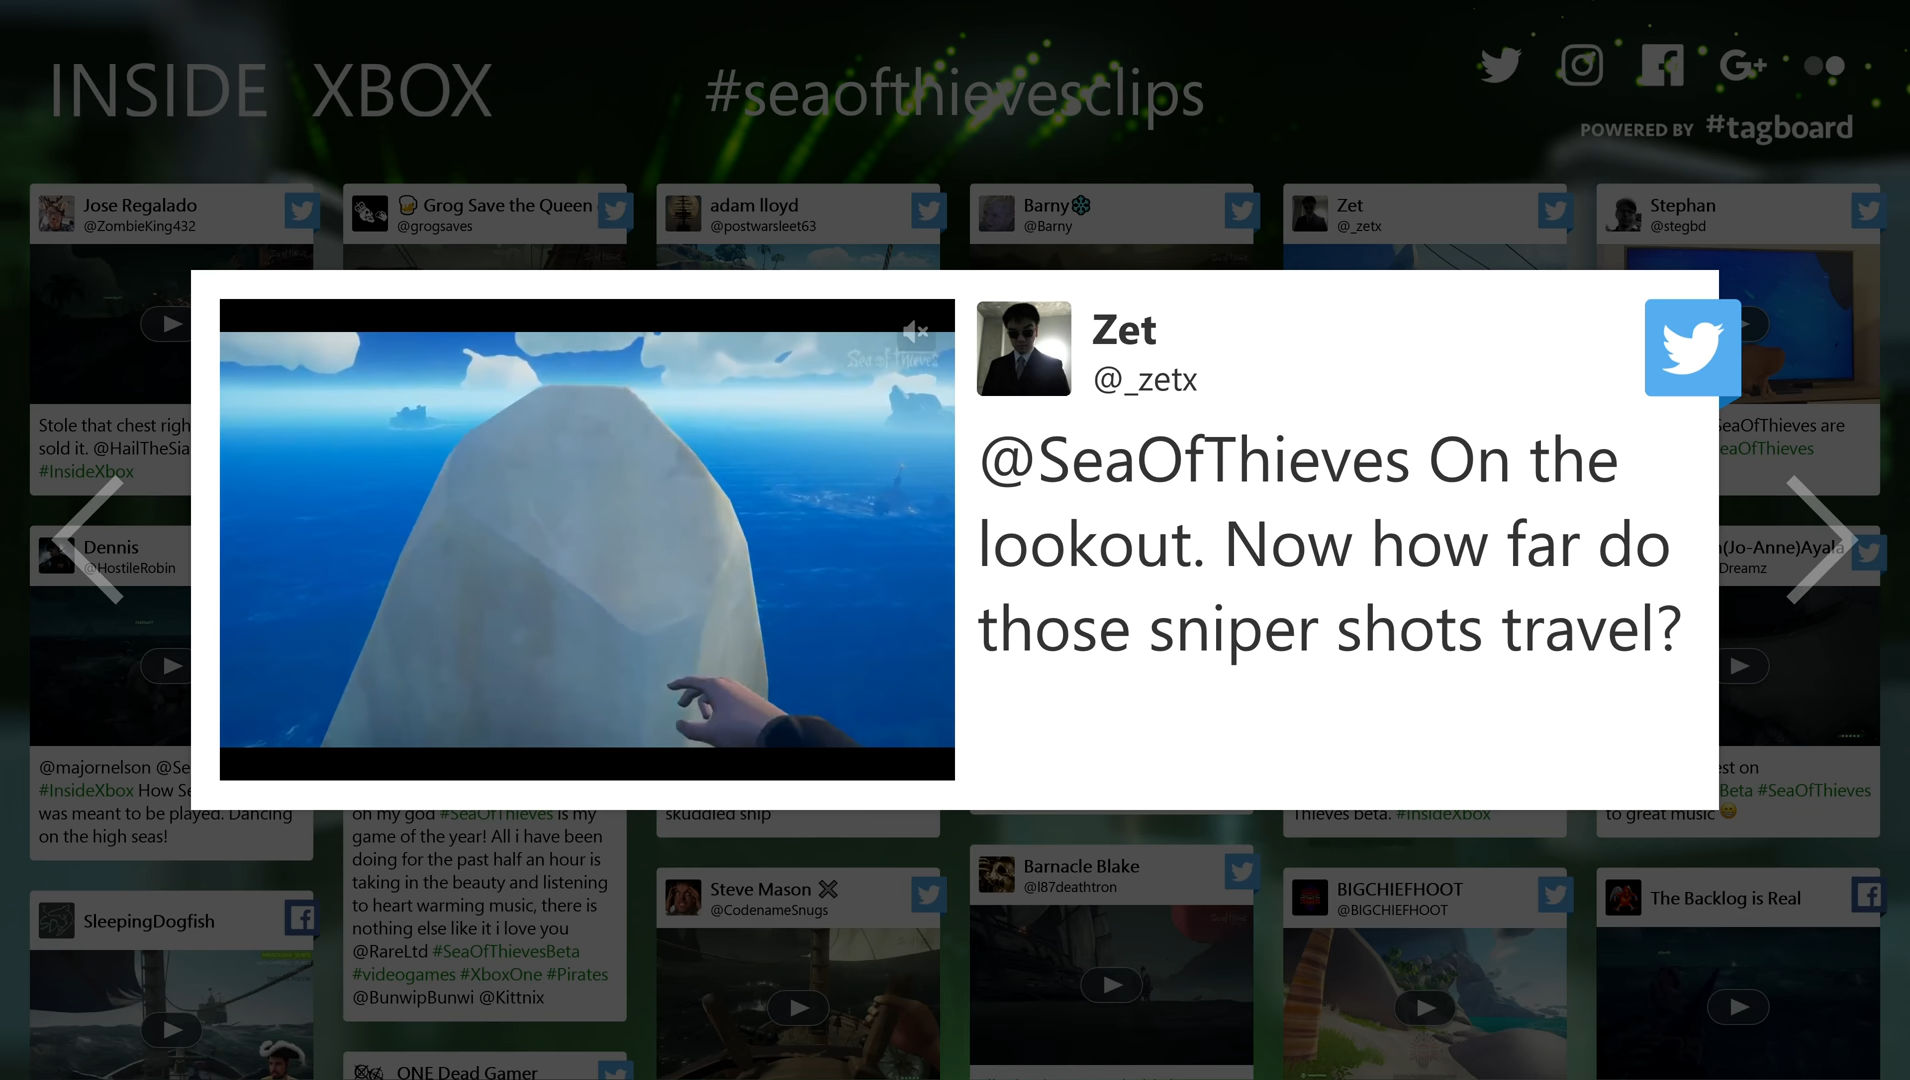 INSIDE XBOX
#seaofthievesclips
POWERED BY #tagboard
Jose Regalado
@ZombieKing432
Grog Save the Queen
@grogsaves
adam lloyd
@postwarsleet63
Barny
@Barny
Zet
@_zetx
Stephan
@stegbd
Sea of Thieves
Zet
@_zetx
@SeaOfThieves On the
lookout. Now how far do
those sniper shots travel?
Stole that chest righ
sold it. @HailTheSia
#InsideXbox
SeaOfThieves are
eaOfThieves
Dennis
@HostileRobin
(Jo-Anne)Ayala
Dreamz
@majornelson @Se
#InsideXbox How Se
was meant to be played. Dancing
on the high seas!
oh my god #SeaOfThieves is my
game of the year! All i have been
doing for the past half an hour is
taking in the beauty and listening
to heart warming music, there is
nothing else like it i love you
@RareLtd #SeaOfThievesBeta
#videogames #XboxOne #Pirates
@BunwipBunwi @Kittnix
skuddled ship
Thieves beta. #InsideXbox
est on
Beta #SeaOfThieves
to great music
SleepingDogfish
Steve Mason
@CodenameSnugs
Barnacle Blake
@l87deathtron
BIGCHIEFHOOT
@BIGCHIEFHOOT
The Backlog is Real
ONE Dead Gamer